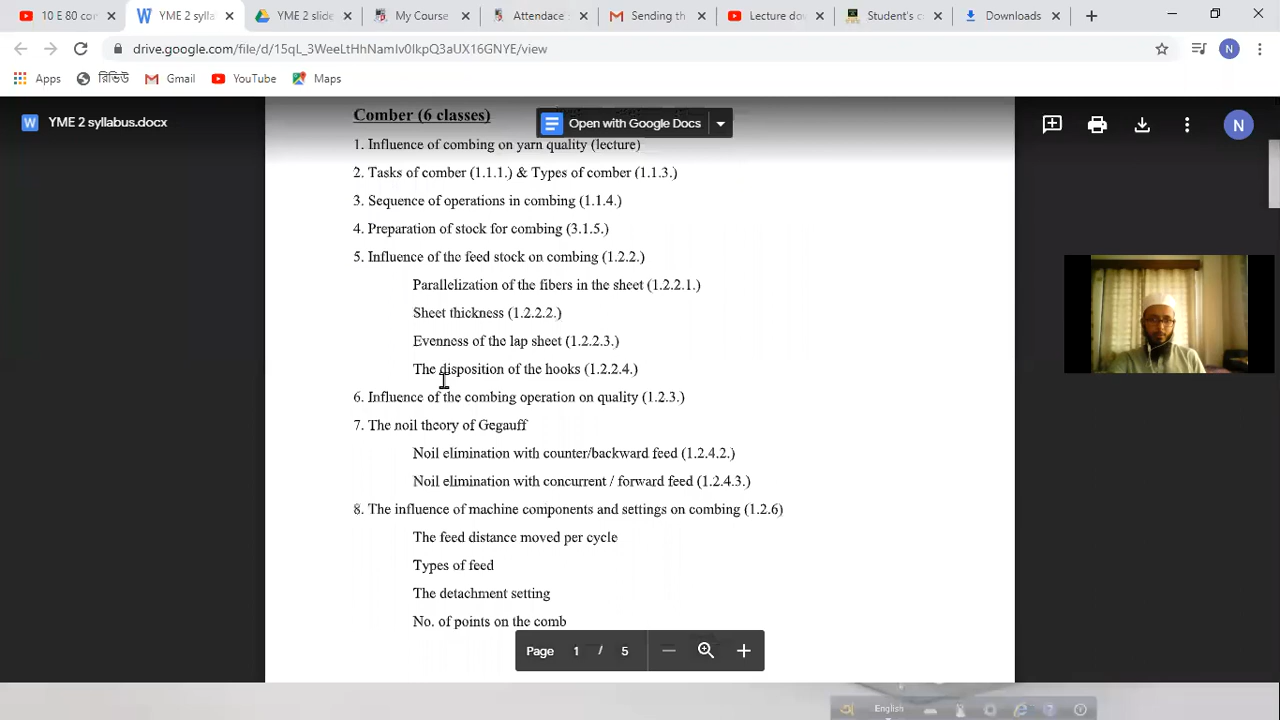 10 E 80 con
YME 2 sylla
YME 2 slide
My Course
Attendace S
Sending th
Lecture dow
Student's c
Downloads
drive.google.com/file/d/15qL_3WeeLtHhNamIv0lkpQ3aUX16GNYE/view
N
Apps
রিভিউ
Gmail
YouTube
Maps
W
YME 2 syllabus.docx
Open with Google Docs
N
Comber (6 classes)
1. Influence of combing on yarn quality (lecture)
2. Tasks of comber (1.1.1.) & Types of comber (1.1.3.)
3. Sequence of operations in combing (1.1.4.)
4. Preparation of stock for combing (3.1.5.)
5. Influence of the feed stock on combing (1.2.2.)
Parallelization of the fibers in the sheet (1.2.2.1.)
Sheet thickness (1.2.2.2.)
Evenness of the lap sheet (1.2.2.3.)
The disposition of the hooks (1.2.2.4.)
6. Influence of the combing operation on quality (1.2.3.)
7. The noil theory of Gegauff
Noil elimination with counter/backward feed (1.2.4.2.)
Noil elimination with concurrent / forward feed (1.2.4.3.)
8. The influence of machine components and settings on combing (1.2.6)
The feed distance moved per cycle
Types of feed
The detachment setting
No. of points on the comb
Page 1 / 5
English